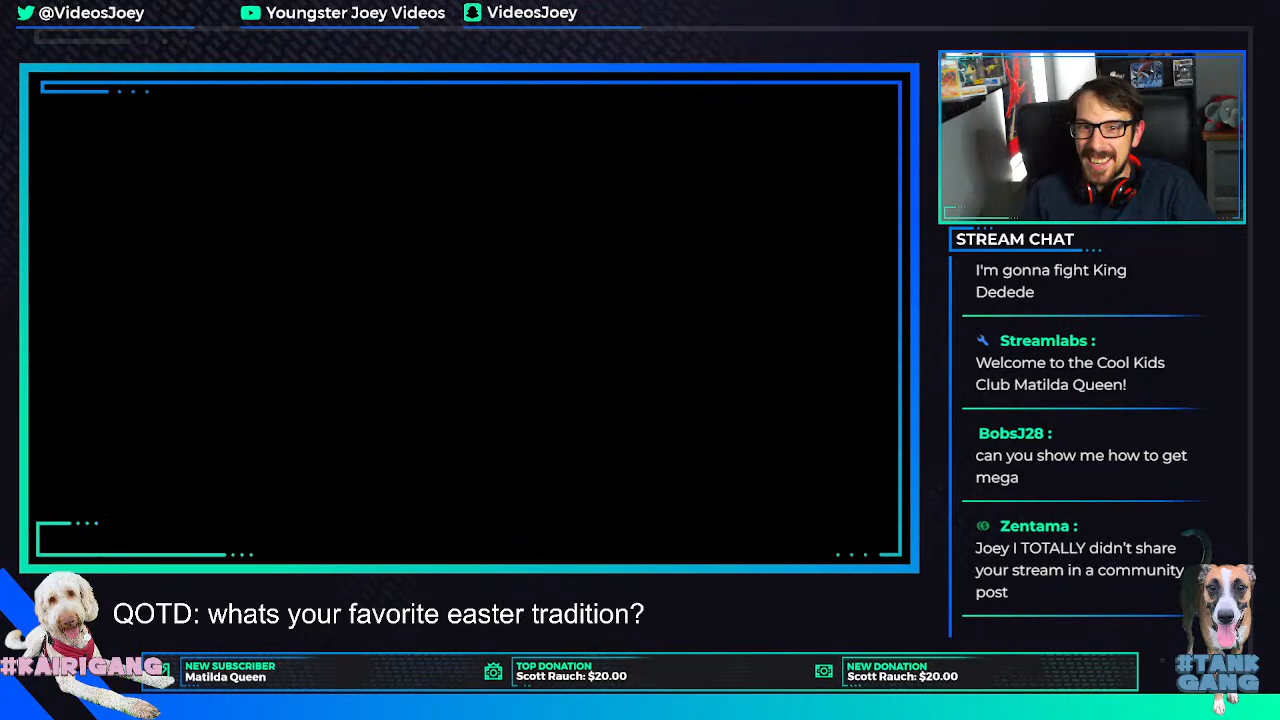 @VideosJoey
Youngster Joey Videos
VideosJoey
STREAM CHAT
I'm gonna fight King
Dedede
Streamlabs :
Welcome to the Cool Kids
Club Matilda Queen!
BobsJ28 :
can you show me how to get
mega
Zentama :
Joey I TOTALLY didn't share
your stream in a community
post
QOTD: whats your favorite easter tradition?
#KAIRIGANG
NEW SUBSCRIBER
Matilda Queen
TOP DONATION
Scott Rauch: $20.00
NEW DONATION
Scott Rauch: $20.00
#TANK
GANG